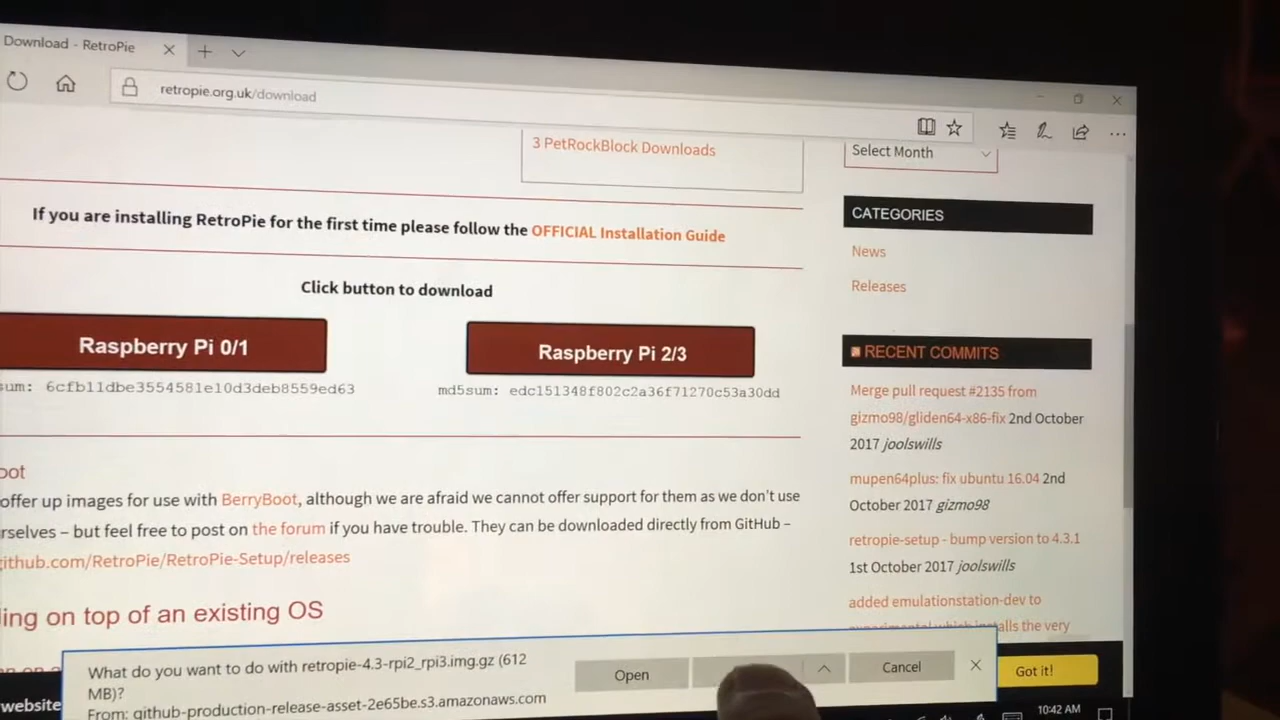 Download - RetroPie
retropie.org.uk/download
3 PetRockBlock Downloads
Select Month
If you are installing RetroPie for the first time please follow the OFFICIAL Installation Guide
CATEGORIES
News
Releases
Click button to download
Raspberry Pi 0/1
Raspberry Pi 2/3
sum: 6cfb11dbe3554581e10d3deb8559ed63
md5sum: edc151348f802c2a36f71270c53a30dd
RECENT COMMITS
Merge pull request #2135 from
gizmo98/gliden64-x86-fix 2nd October
2017 joolswills
mupen64plus: fix ubuntu 16.04 2nd
October 2017 gizmo98
retropie-setup - bump version to 4.3.1
1st October 2017 joolswills
added emulationstation-dev to
installs the very
oot
offer up images for use with BerryBoot, although we are afraid we cannot offer support for them as we don't use
rselves – but feel free to post on the forum if you have trouble. They can be downloaded directly from GitHub –
github.com/RetroPie/RetroPie-Setup/releases
ling on top of an existing OS
What do you want to do with retropie-4.3-rpi2_rpi3.img.gz (612
MB)?
From: github-production-release-asset-2e65be.s3.amazonaws.com
Open
Cancel
website
Got it!
10:42 AM